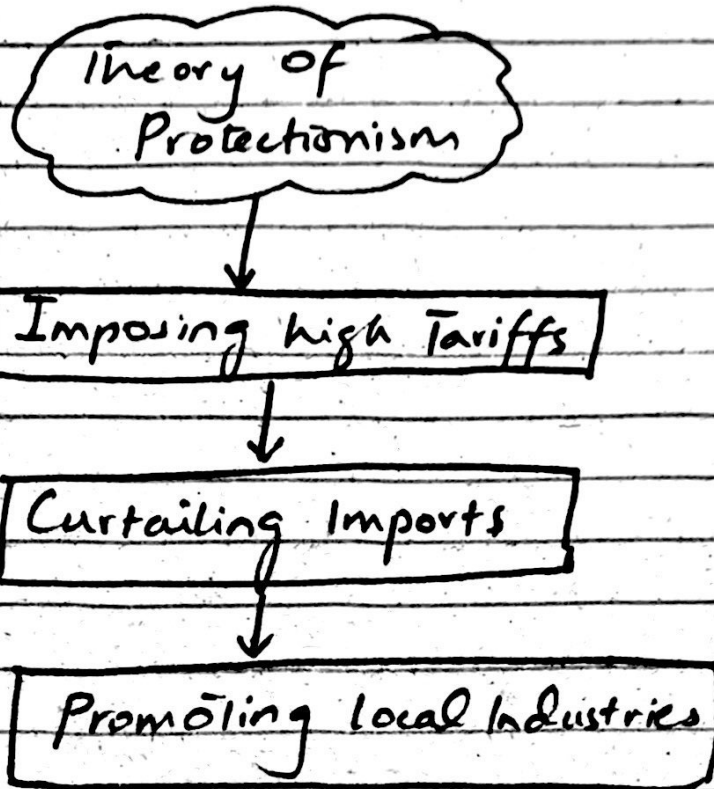 Theory of
Protectionism
Imposing high Tariffs
Curtailing Imports
Promoting local Industries